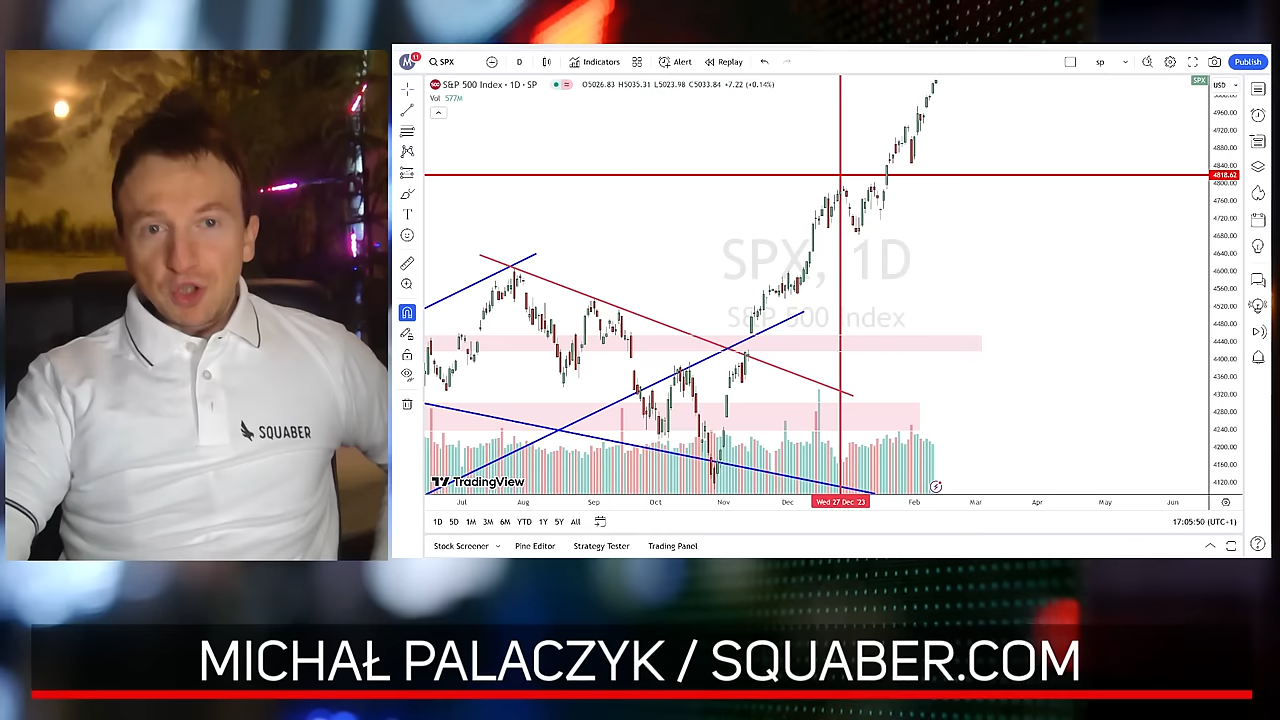 SQUABER
M 11 SPX D Indicators Alert Replay sp Publish
500 S&P 500 Index • 1D • SP O5026.83 H5035.31 L5023.98 C5033.84 +7.22 (+0.14%)
Vol 577M
SPX USD
4960.00
4920.00
4880.00
4840.00
4818.62
4800.00
4760.00
4720.00
4680.00
4640.00
4600.00
4560.00
4520.00
4480.00
4440.00
4400.00
4360.00
4320.00
4280.00
4240.00
4200.00
4160.00
4120.00
SPX, 1D
S&P 500 Index
TradingView
Jul Aug Sep Oct Nov Dec Wed 27 Dec '23 Feb Mar Apr May Jun
1D 5D 1M 3M 6M YTD 1Y 5Y All 17:05:50 (UTC+1)
Stock Screener Pine Editor Strategy Tester Trading Panel
MICHAŁ PALACZYK / SQUABER.COM